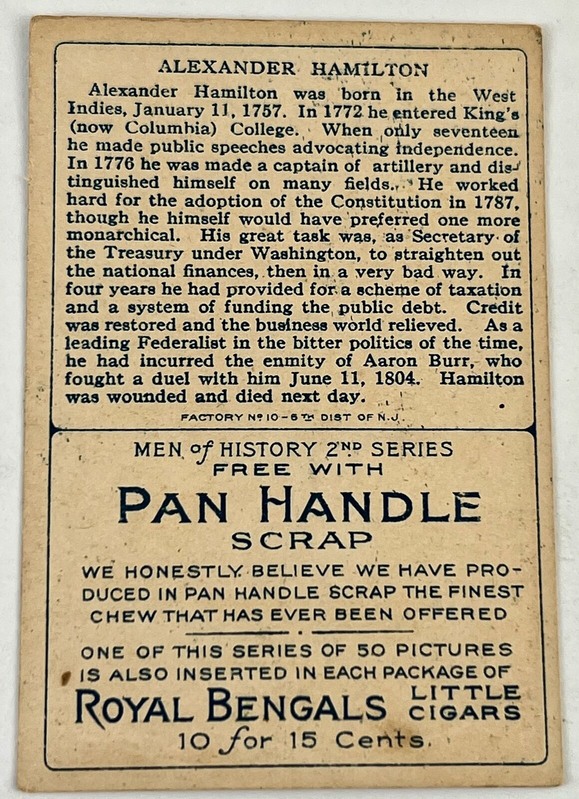 ALEXANDER HAMILTON
Alexander Hamilton was born in the West
Indies, January 11, 1757. In 1772 he entered King's
(now Columbia) College. When only seventeen
he made public speeches advocating independence.
In 1776 he was made a captain of artillery and dis-
tinguished himself on many fields. He worked
hard for the adoption of the Constitution in 1787,
though he himself would have preferred one more
monarchical. His great task was, as Secretary of
the Treasury under Washington, to straighten out
the national finances, then in a very bad way. In
four years he had provided for a scheme of taxation
and a system of funding the public debt. Credit
was restored and the business world relieved. As a
leading Federalist in the bitter politics of the time,
he had incurred the enmity of Aaron Burr, who
fought a duel with him June 11, 1804. Hamilton
was wounded and died next day.
FACTORY Nº 10-5TH DIST OF N.J.
MEN of HISTORY 2ND SERIES
FREE WITH
PAN HANDLE
SCRAP
WE HONESTLY BELIEVE WE HAVE PRO-
DUCED IN PAN HANDLE SCRAP THE FINEST
CHEW THAT HAS EVER BEEN OFFERED
ONE OF THIS SERIES OF 50 PICTURES
IS ALSO INSERTED IN EACH PACKAGE OF
ROYAL BENGALS LITTLE CIGARS
10 for 15 Cents.